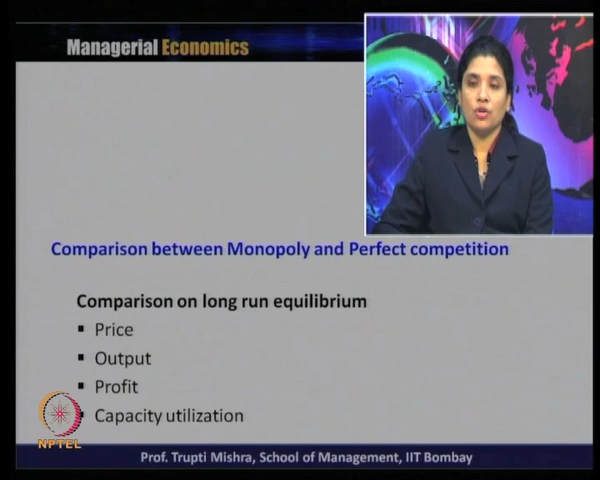 Managerial Economics
Comparison between Monopoly and Perfect competition
Comparison on long run equilibrium
▪ Price
▪ Output
▪ Profit
▪ Capacity utilization
NPTEL
Prof. Trupti Mishra, School of Management, IIT Bombay